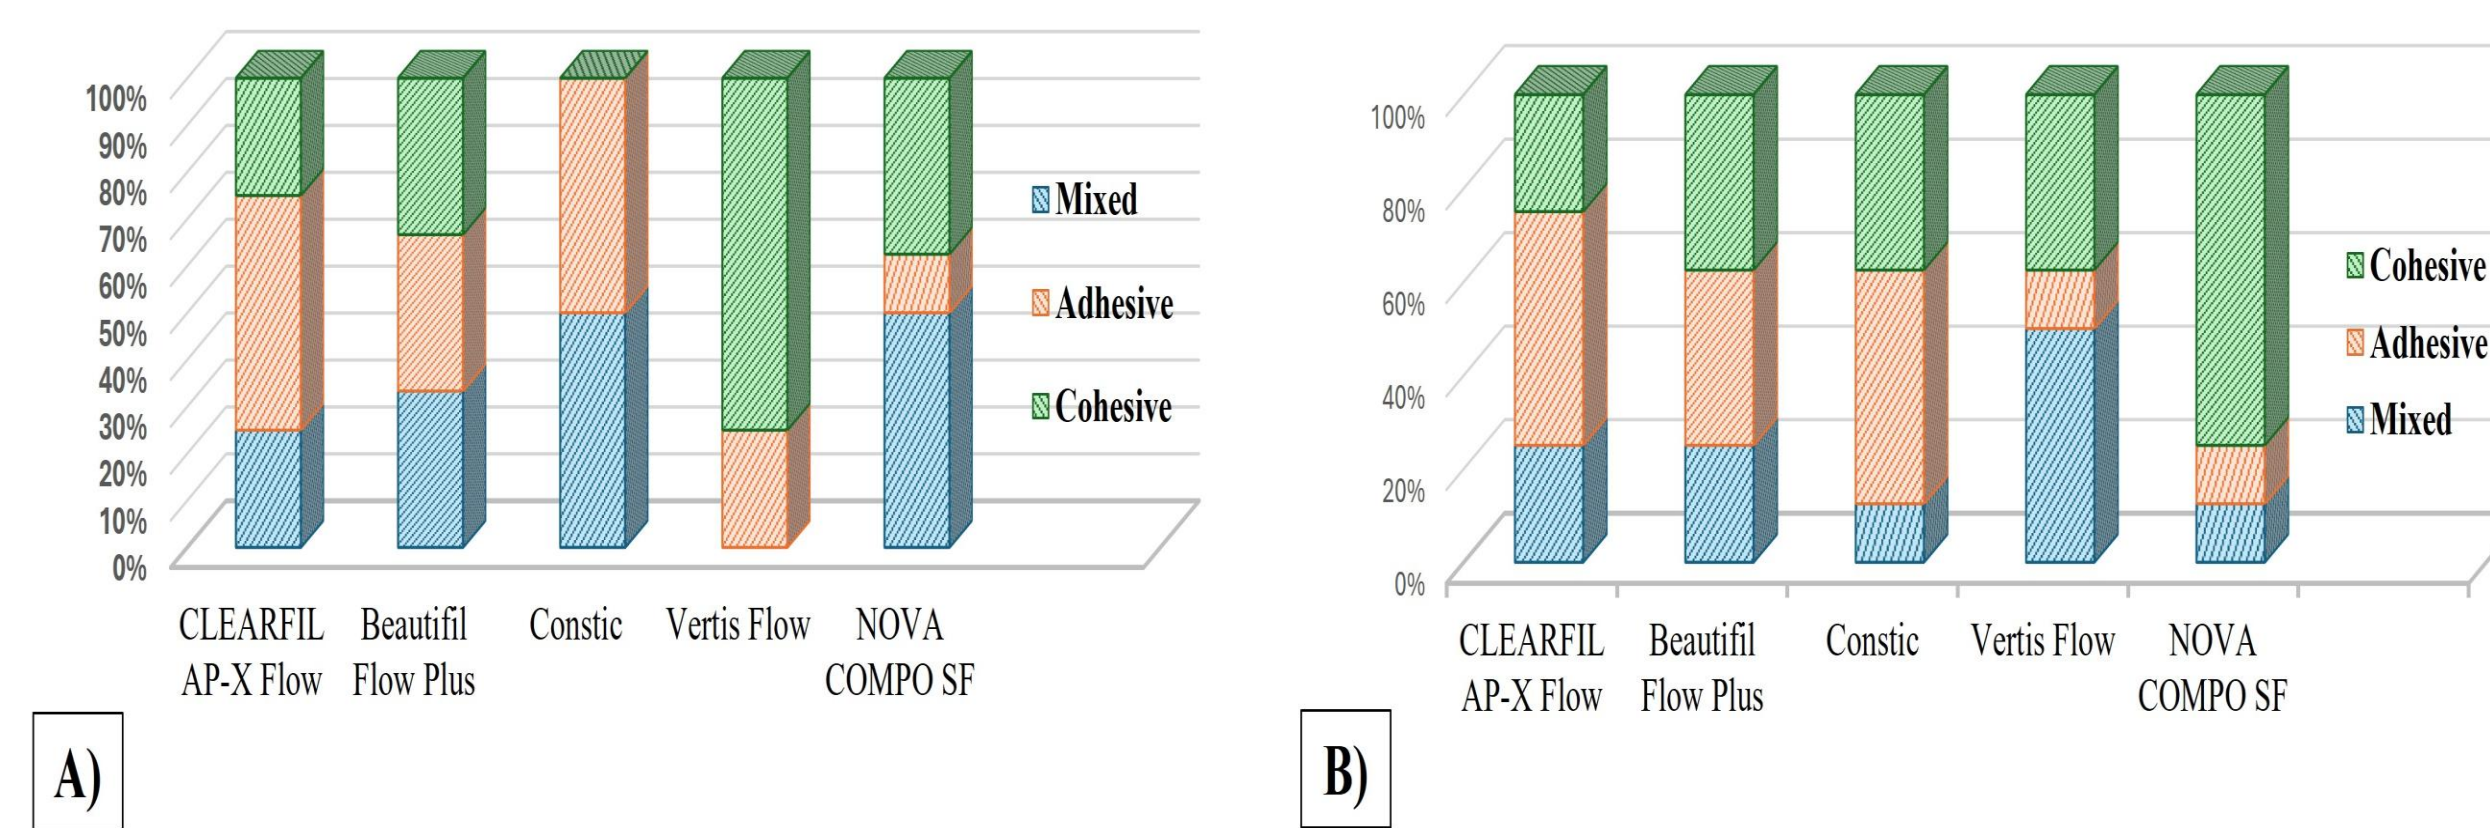 100%
90%
80%
70%
60%
50%
40%
30%
20%
10%
0%
CLEARFIL
AP-X Flow
Beautifil
Flow Plus
Constic
Vertis Flow
NOVA
COMPO SF
Mixed
Adhesive
Cohesive
A)
100%
80%
60%
40%
20%
0%
CLEARFIL
AP-X Flow
Beautifil
Flow Plus
Constic
Vertis Flow
NOVA
COMPO SF
Cohesive
Adhesive
Mixed
B)